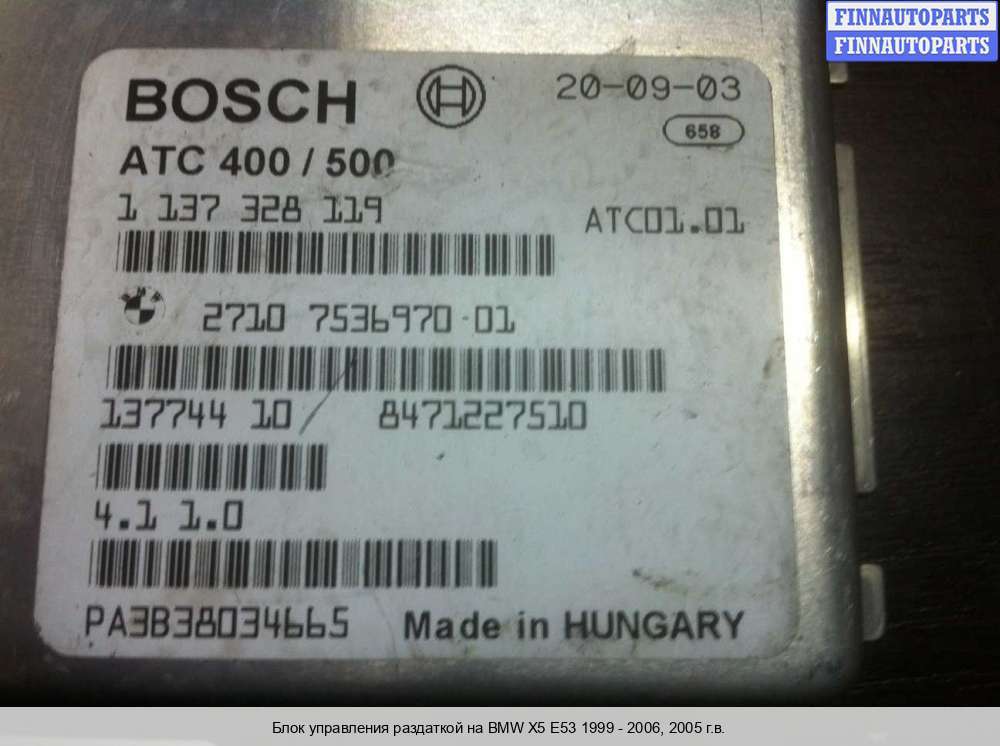 FINNAUTOPARTS
FINNAUTOPARTS
BOSCH
20-09-03
658
ATC 400 / 500
1 137 328 119
ATC01.01
2710 7536970-01
137744 10 8471227510
4.1 1.0
PA3B38034665 Made in HUNGARY
Блок управления раздаткой на BMW X5 E53 1999 - 2006, 2005 г.в.